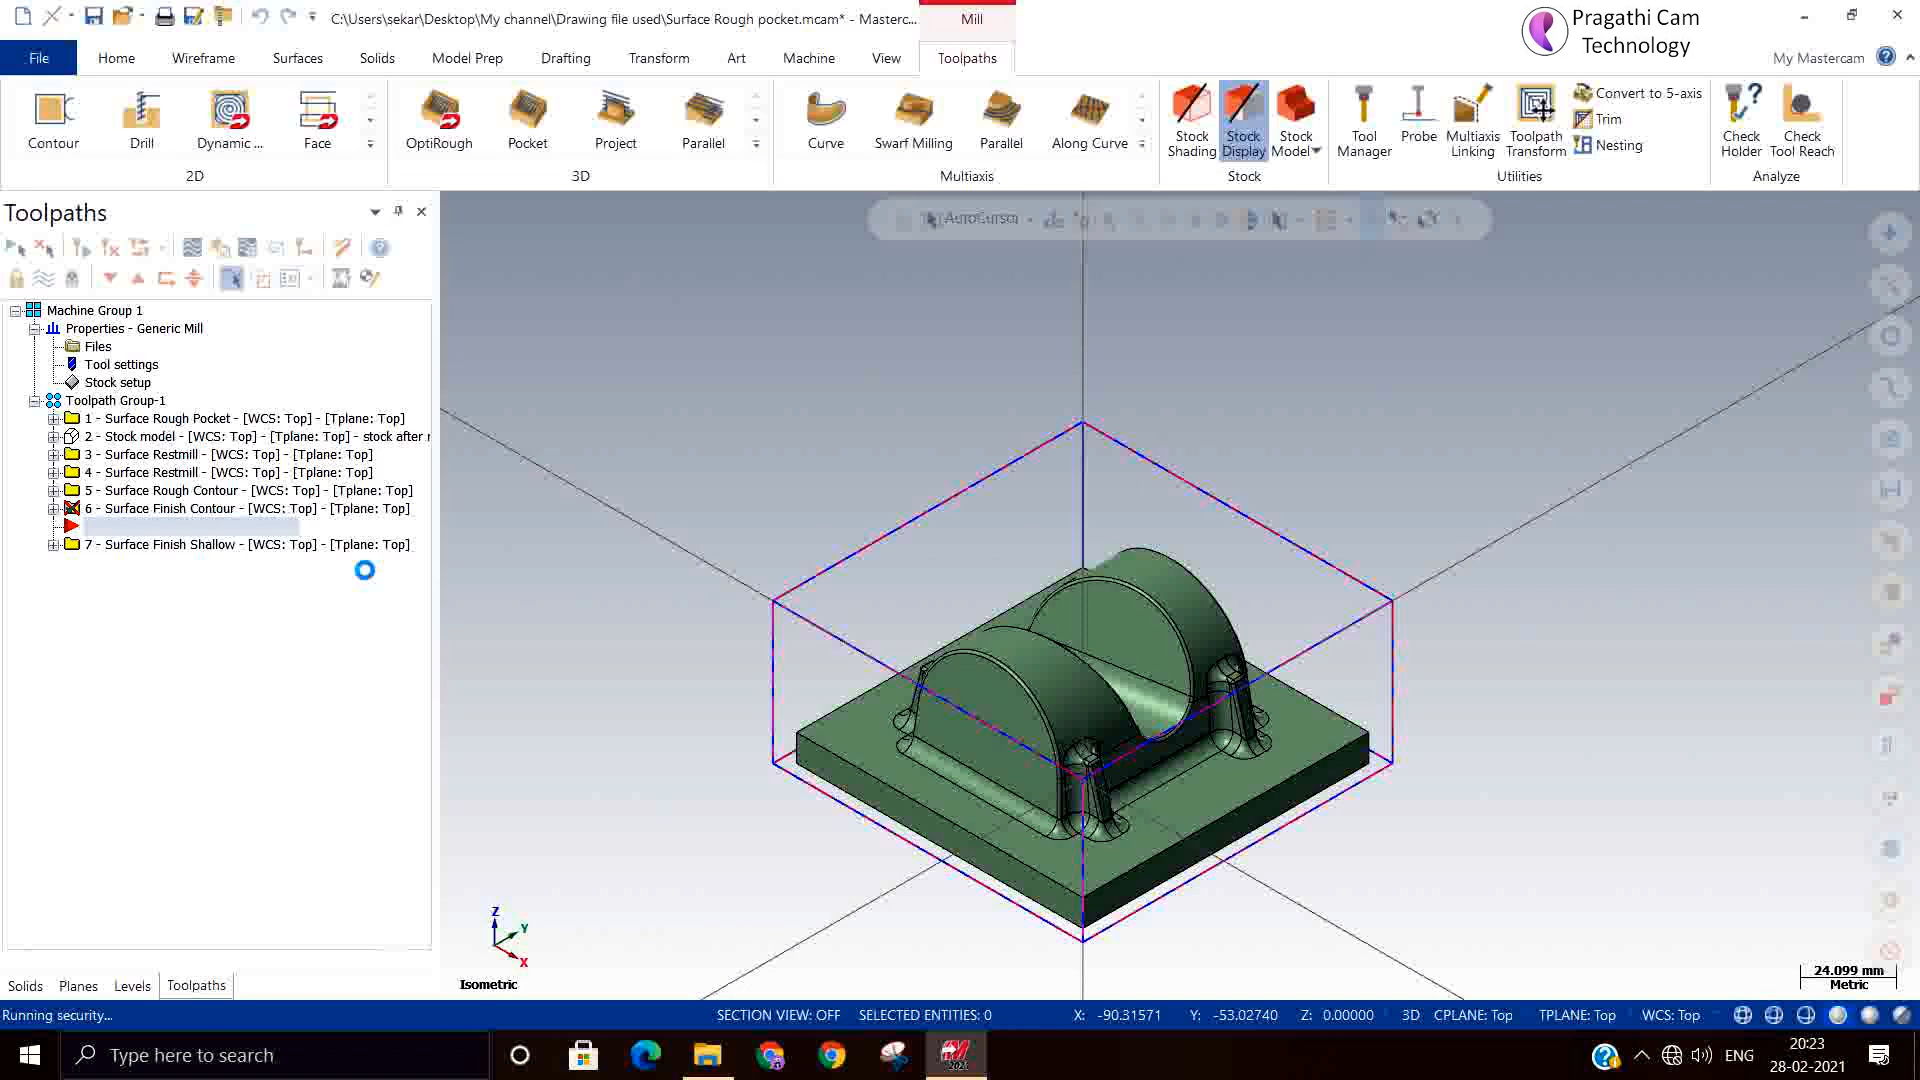 C:\Users\sekar\Desktop\My channel\Drawing file used\Surface Rough pocket.mcam* - Masterc...
Mill
Pragathi Cam
Technology
File
Home
Wireframe
Surfaces
Solids
Model Prep
Drafting
Transform
Art
Machine
View
Toolpaths
My Mastercam
Contour
Drill
Dynamic ...
Face
2D
OptiRough
Pocket
Project
Parallel
3D
Curve
Swarf Milling
Parallel
Along Curve
Multiaxis
Stock
Shading
Stock
Display
Stock
Model
Stock
Tool
Manager
Probe
Multiaxis
Linking
Toolpath
Transform
Convert to 5-axis
Trim
Nesting
Utilities
Check
Holder
Check
Tool Reach
Analyze
Toolpaths
AutoCursor
Machine Group 1
Properties - Generic Mill
Files
Tool settings
Stock setup
Toolpath Group-1
1 - Surface Rough Pocket - [WCS: Top] - [Tplane: Top]
2 - Stock model - [WCS: Top] - [Tplane: Top] - stock after r
3 - Surface Restmill - [WCS: Top] - [Tplane: Top]
4 - Surface Restmill - [WCS: Top] - [Tplane: Top]
5 - Surface Rough Contour - [WCS: Top] - [Tplane: Top]
6 - Surface Finish Contour - [WCS: Top] - [Tplane: Top]
7 - Surface Finish Shallow - [WCS: Top] - [Tplane: Top]
Z
Y
X
Isometric
24.099 mm
Metric
Solids
Planes
Levels
Toolpaths
Running security...
SECTION VIEW: OFF
SELECTED ENTITIES: 0
X: -90.31571
Y: -53.02740
Z: 0.00000
3D
CPLANE: Top
TPLANE: Top
WCS: Top
Type here to search
2021
ENG
20:23
28-02-2021